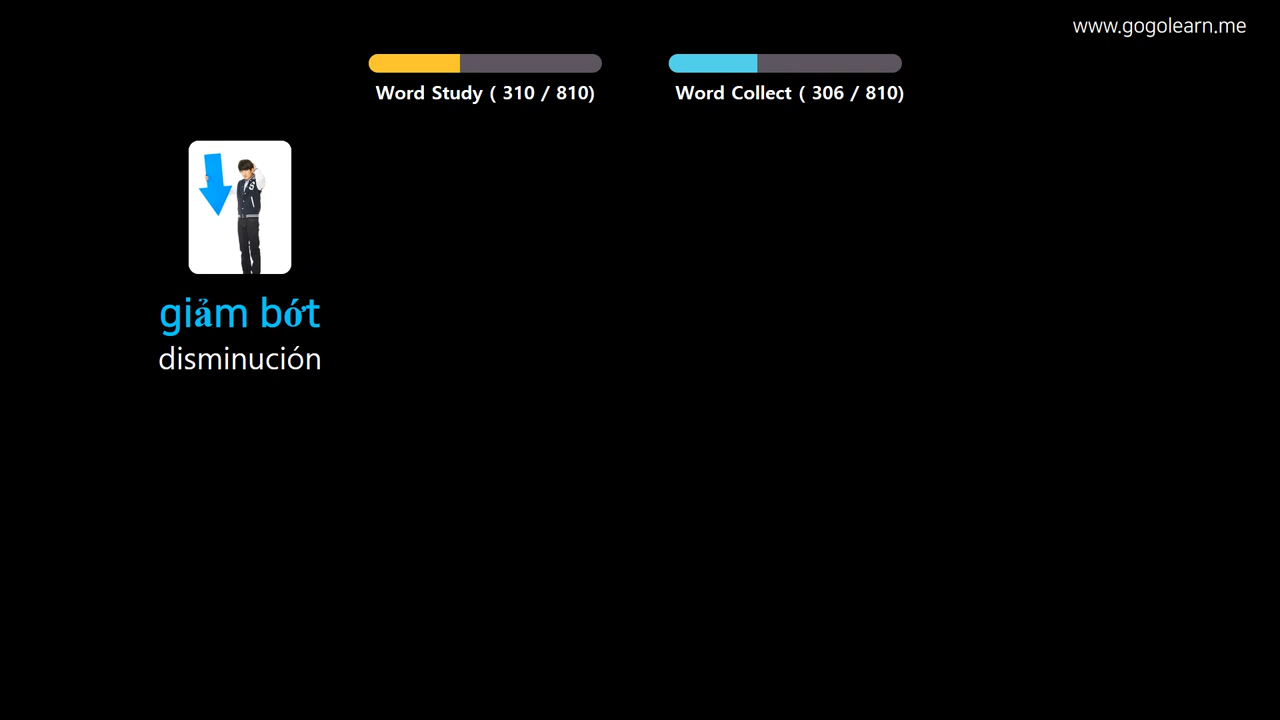 www.gogolearn.me
Word Study ( 310 / 810)
Word Collect ( 306 / 810)
giảm bớt
disminución